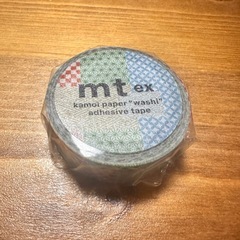 mt ex
kamoi paper "washi"
adhesive tape